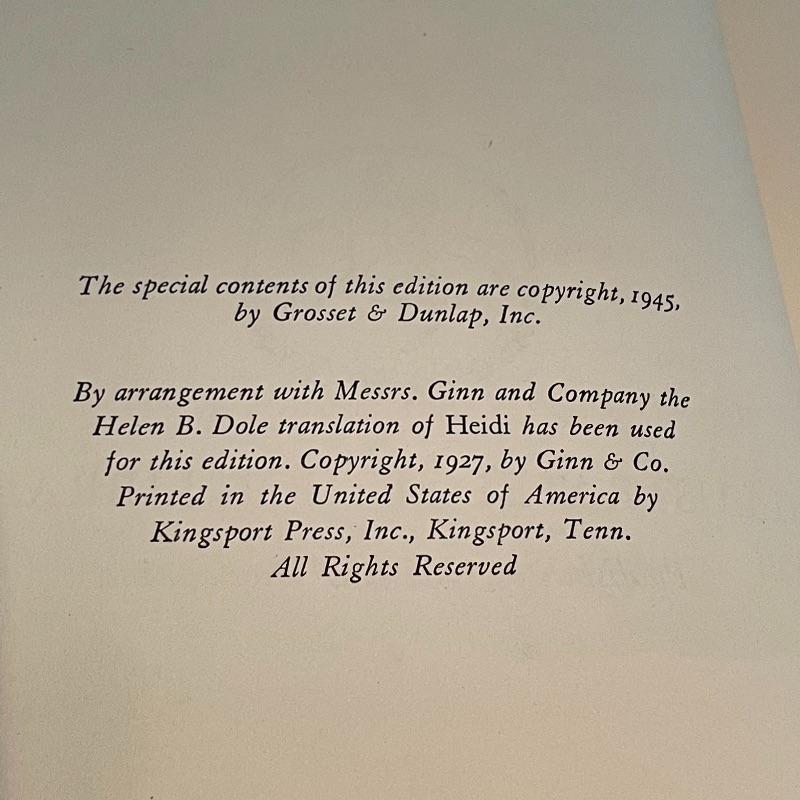 The special contents of this edition are copyright, 1945,
by Grosset & Dunlap, Inc.
By arrangement with Messrs. Ginn and Company the
Helen B. Dole translation of Heidi has been used
for this edition. Copyright, 1927, by Ginn & Co.
Printed in the United States of America by
Kingsport Press, Inc., Kingsport, Tenn.
All Rights Reserved